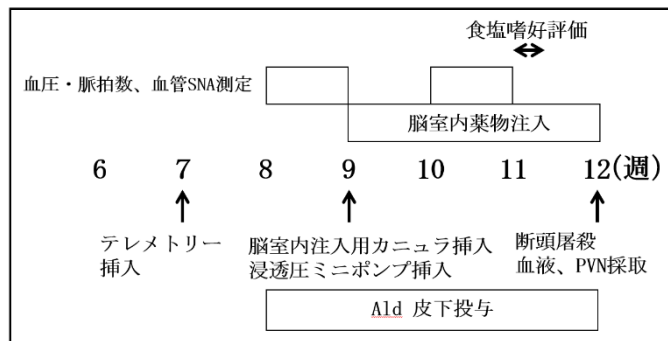 食塩嗜好評価
血圧・脈拍数、血管SNA測定
脳室内薬物注入
6 7 8 9 10 11 12(週)
テレメトリー
挿入
脳室内注入用カニュラ挿入
浸透圧ミニポンプ挿入
断頭屠殺
血液、PVN採取
Ald 皮下投与